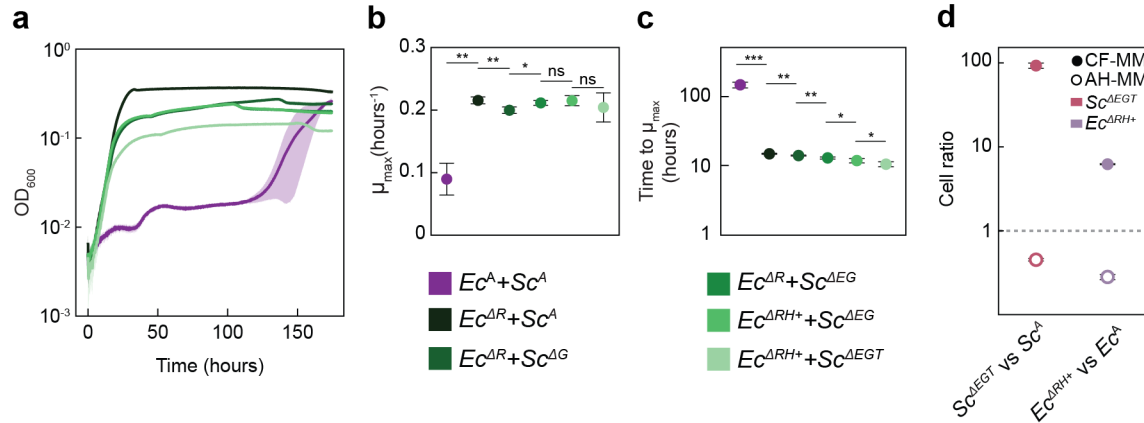 a
10⁰
10⁻¹
10⁻²
10⁻³
OD₆₀₀
0
50
100
150
Time (hours)
b
0.3
0.2
0.1
0
μmax(hours⁻¹)
**
**
*
ns
ns
c
100
10
1
Time to μmax
(hours)
***
**
**
*
*
Ec^A+Sc^A
Ec^ΔR+Sc^A
Ec^ΔR+Sc^ΔG
Ec^ΔR+Sc^ΔEG
Ec^ΔRH++Sc^ΔEG
Ec^ΔRH++Sc^ΔEGT
d
100
10
1
Cell ratio
CF-MM
AH-MM
Sc^ΔEGT
Ec^ΔRH+
Sc^ΔEGT vs Sc^A
Ec^ΔRH+ vs Ec^A